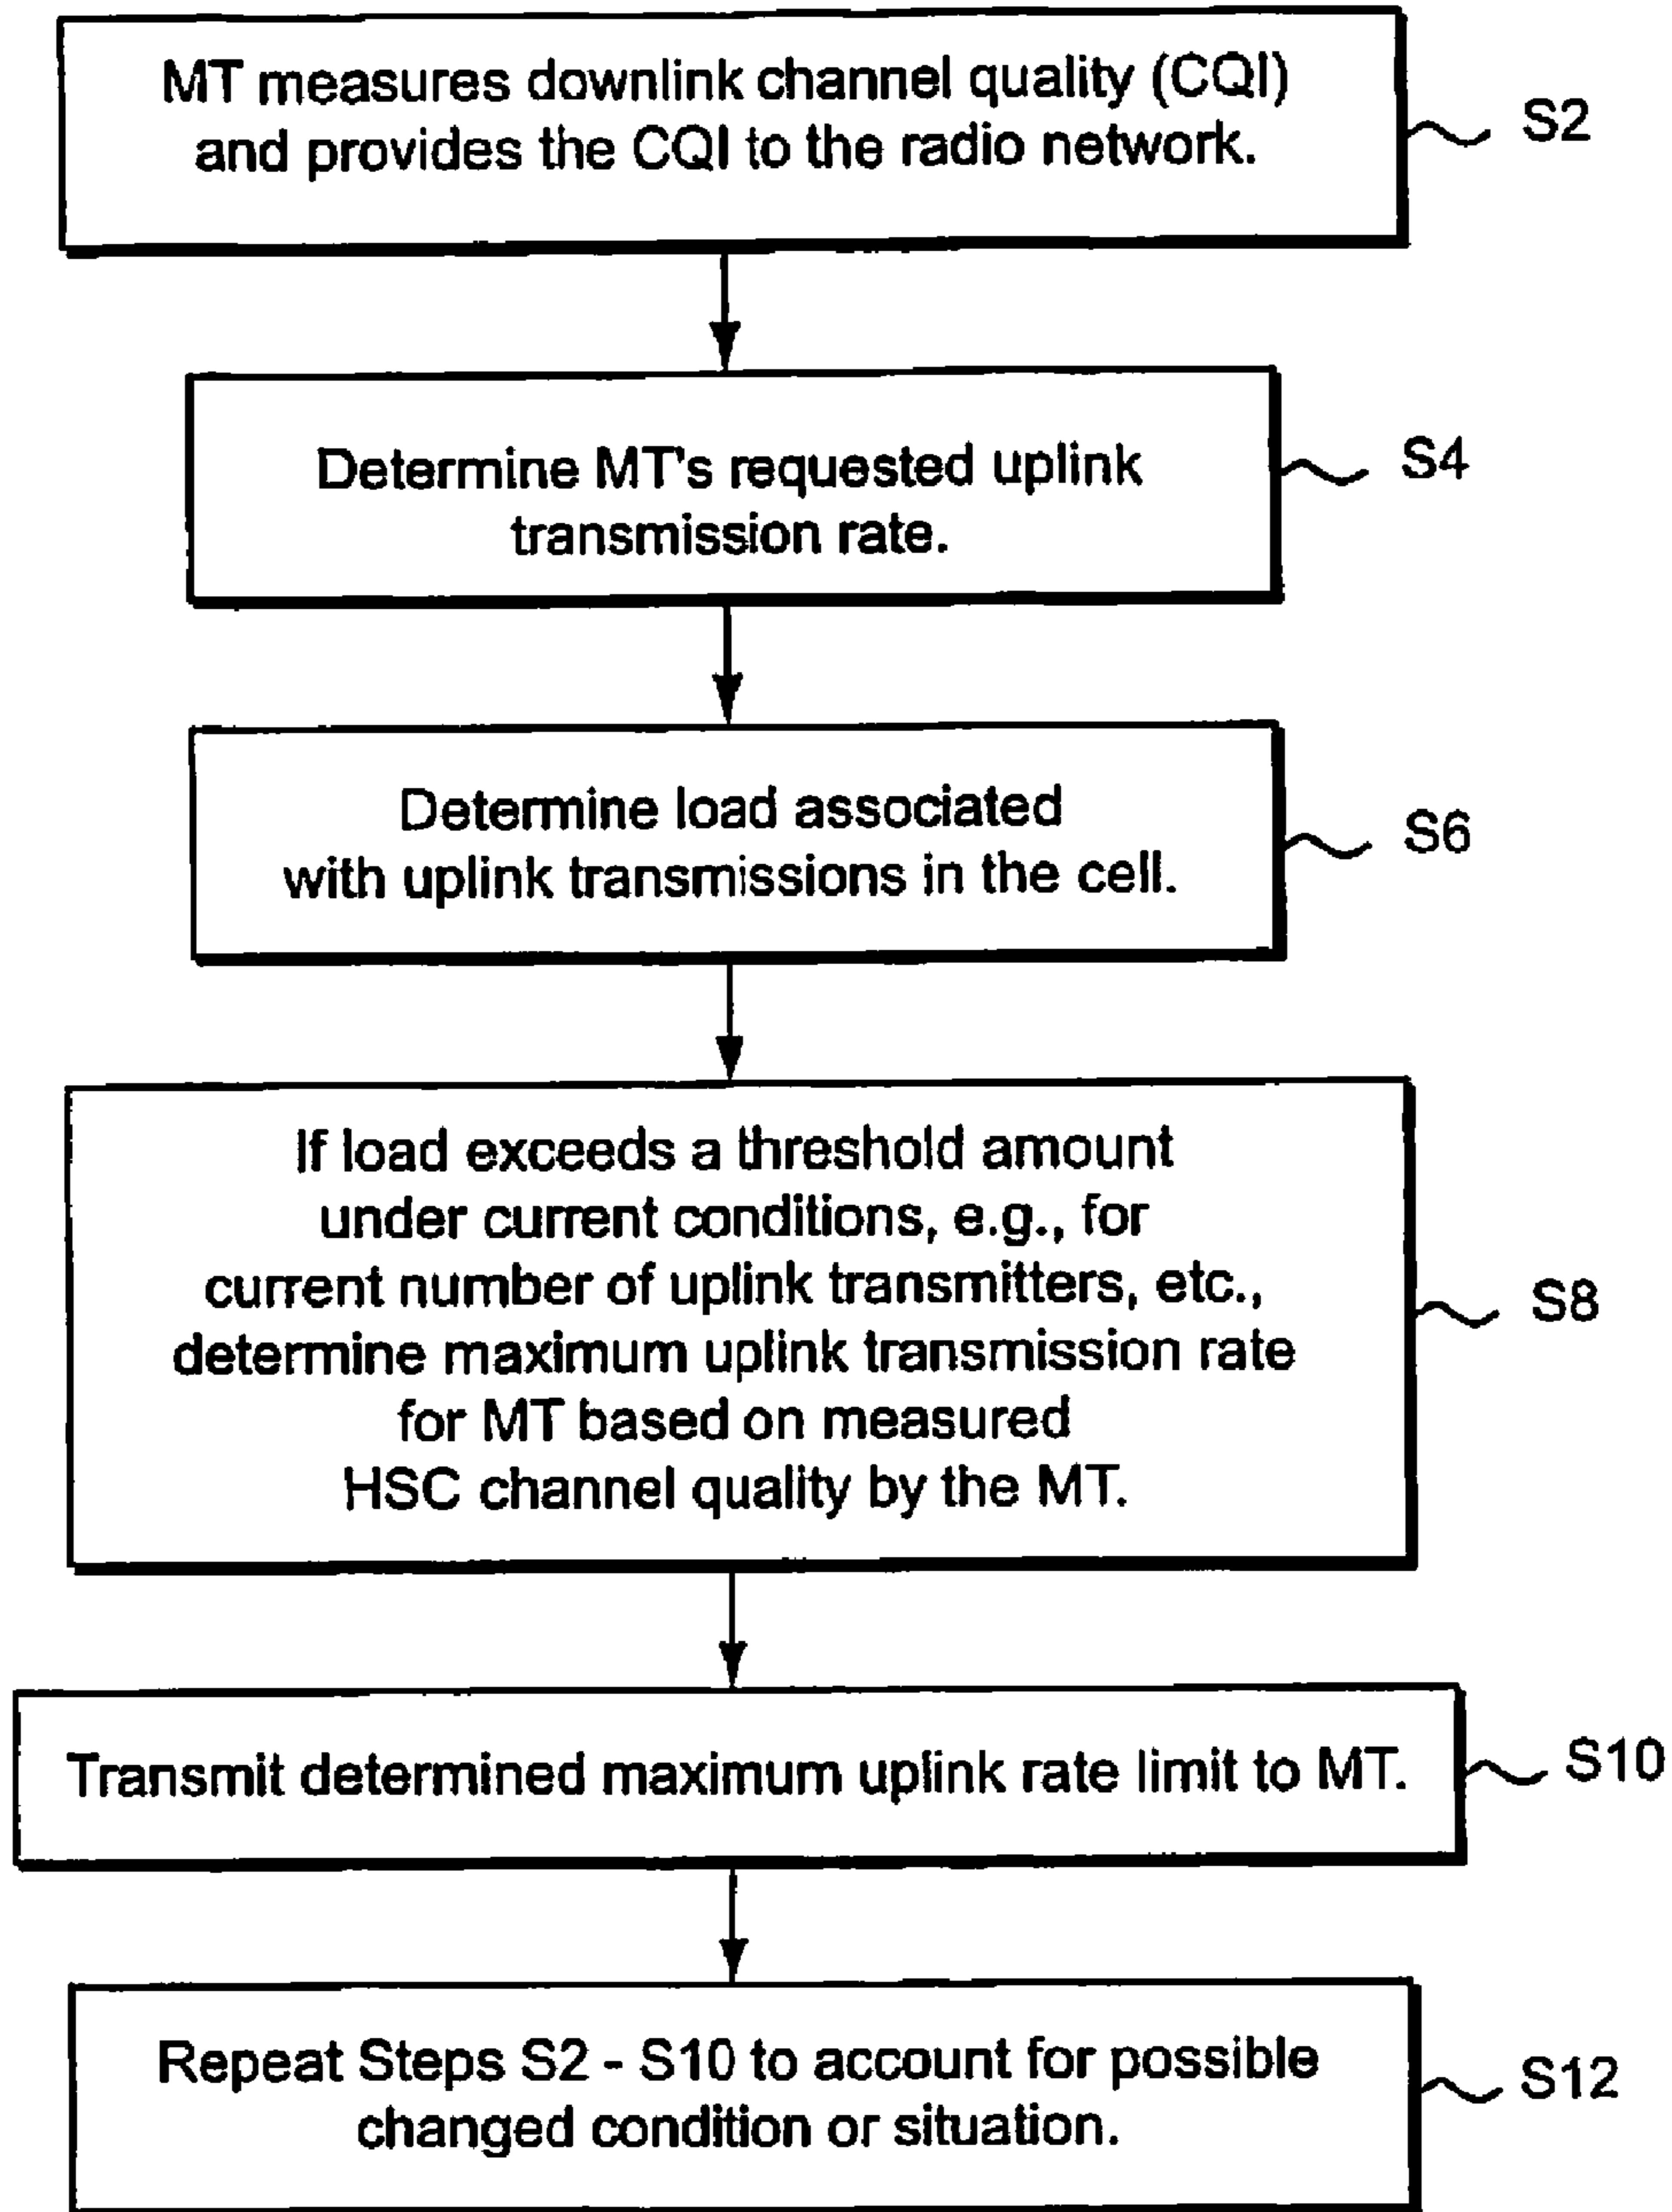 MT measures downlink channel quality (CQI)
and provides the CQI to the radio network.
S2
Determine MT's requested uplink
transmission rate.
S4
Determine load associated
with uplink transmissions in the cell.
S6
If load exceeds a threshold amount
under current conditions, e.g., for
current number of uplink transmitters, etc.,
determine maximum uplink transmission rate
for MT based on measured
HSC channel quality by the MT.
S8
Transmit determined maximum uplink rate limit to MT.
S10
Repeat Steps S2 - S10 to account for possible
changed condition or situation.
S12